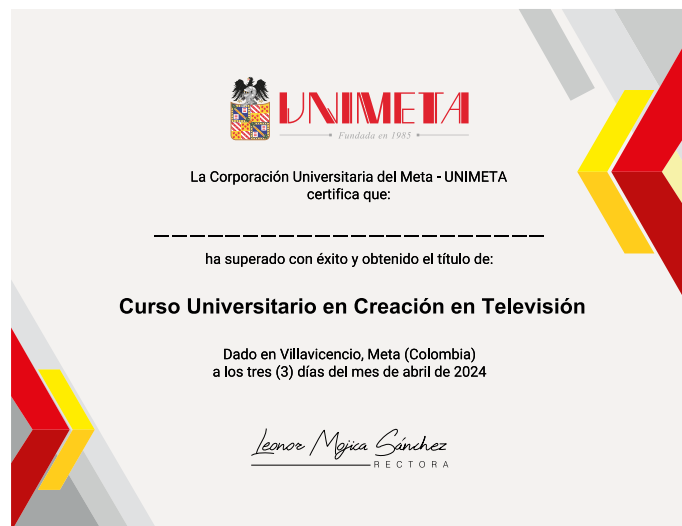 UNIMETA
Fundada en 1985
La Corporación Universitaria del Meta - UNIMETA
certifica que:
ha superado con éxito y obtenido el título de:
Curso Universitario en Creación en Televisión
Dado en Villavicencio, Meta (Colombia)
a los tres (3) días del mes de abril de 2024
Leonor Mojica Sánchez
RECTORA